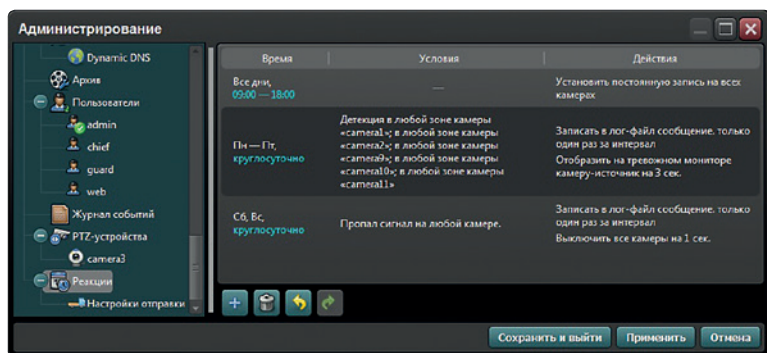 Администрирование
Dynamic DNS
Архив
Пользователи
admin
chief
guard
web
Журнал событий
PTZ-устройства
camera3
Реакции
Настройки отправки
Время Условия Действия
Все дни,
09:00 — 18:00
—
Установить постоянную запись на всех
камерах
Пн — Пт,
круглосуточно
Детекция в любой зоне камеры
«camera1»; в любой зоне камеры
«camera2»; в любой зоне камеры
«camera9»; в любой зоне камеры
«camera10»; в любой зоне камеры
«camera11»
Записать в лог-файл сообщение. только
один раз за интервал
Отобразить на тревожном мониторе
камеру-источник на 3 сек.
Сб, Вс,
круглосуточно
Пропал сигнал на любой камере.
Записать в лог-файл сообщение. только
один раз за интервал
Выключить все камеры на 1 сек.
Сохранить и выйти Применить Отмена